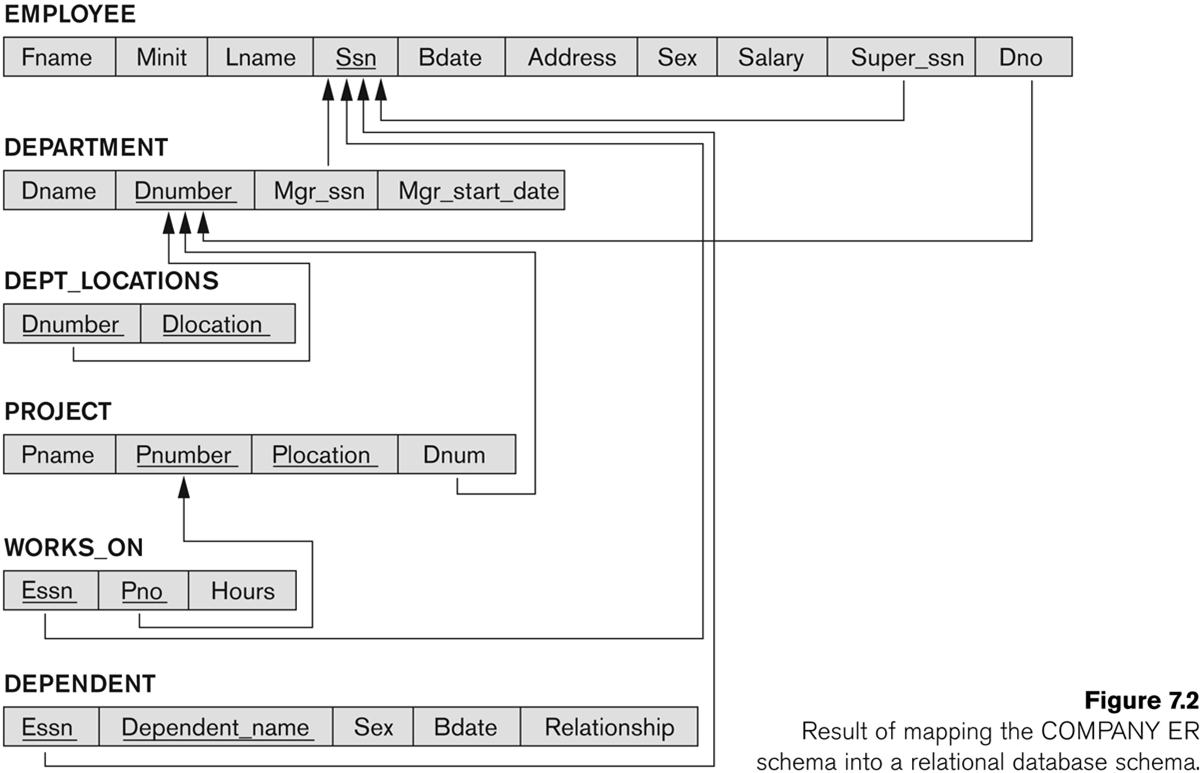 EMPLOYEE
Fname Minit Lname Ssn Bdate Address Sex Salary Super_ssn Dno
DEPARTMENT
Dname Dnumber Mgr_ssn Mgr_start_date
DEPT_LOCATIONS
Dnumber Dlocation
PROJECT
Pname Pnumber Plocation Dnum
WORKS_ON
Essn Pno Hours
DEPENDENT
Essn Dependent_name Sex Bdate Relationship
Figure 7.2
Result of mapping the COMPANY ER
schema into a relational database schema.